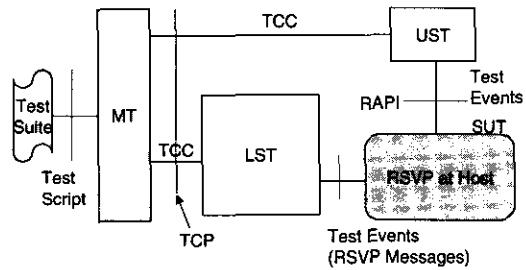 TCC
UST
Test
Suite
MT
RAPI
Test
Events
SUT
TCC
LST
RSVP at Host
Test
Script
TCP
Test Events
(RSVP Messages)